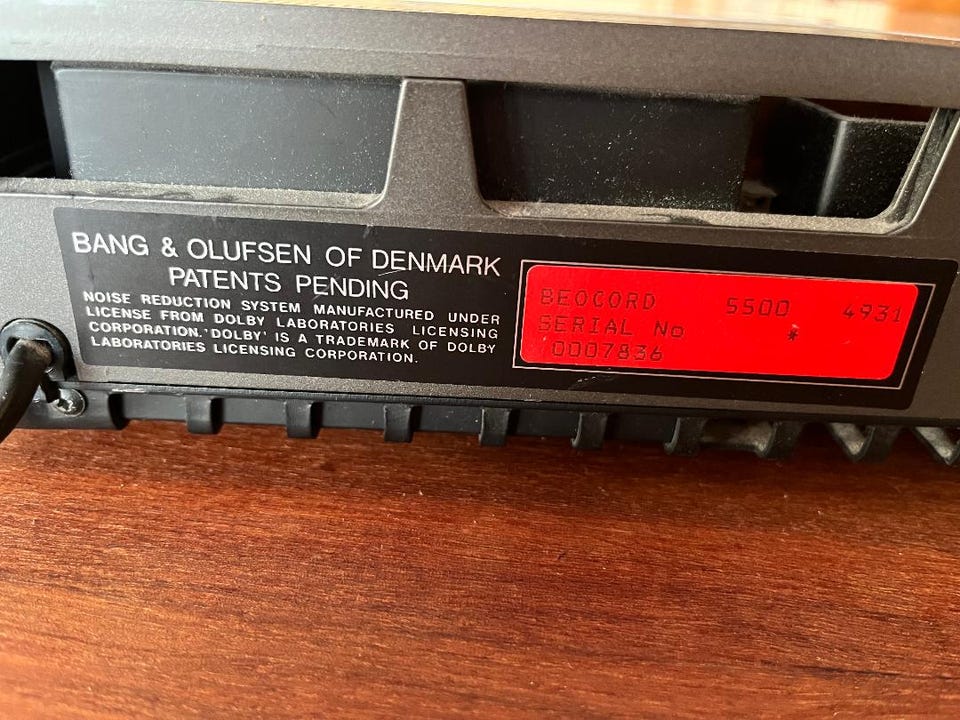 BANG & OLUFSEN OF DENMARK
PATENTS PENDING
NOISE REDUCTION SYSTEM MANUFACTURED UNDER
LICENSE FROM DOLBY LABORATORIES LICENSING
CORPORATION.'DOLBY' IS A TRADEMARK OF DOLBY
LABORATORIES LICENSING CORPORATION.
BEOCORD 5500 4931
SERIAL No *
0007836